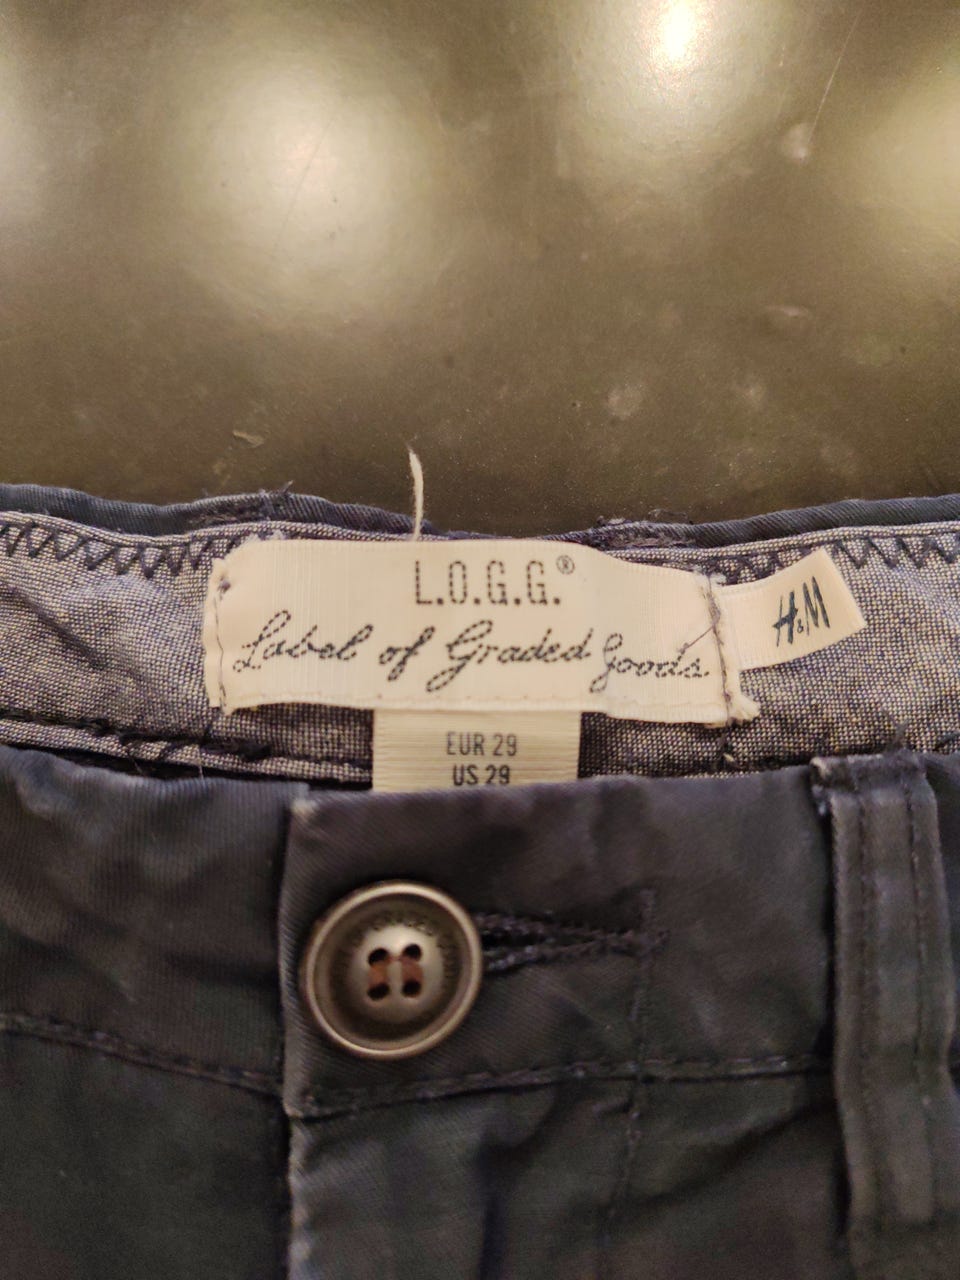 L.O.G.G.®
Label of Graded Goods
H&M
EUR 29
US 29